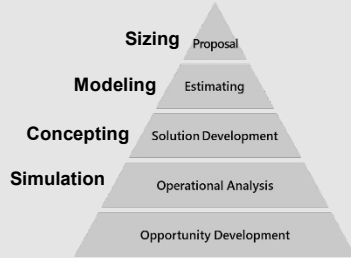 Sizing
Proposal
Modeling
Estimating
Concepting
Solution Development
Simulation
Operational Analysis
Opportunity Development